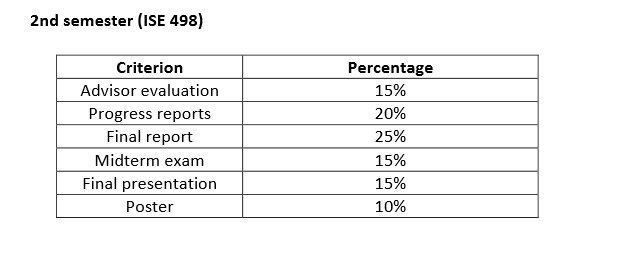 2nd semester (ISE 498)
Criterion Percentage
Advisor evaluation 15%
Progress reports 20%
Final report 25%
Midterm exam 15%
Final presentation 15%
Poster 10%